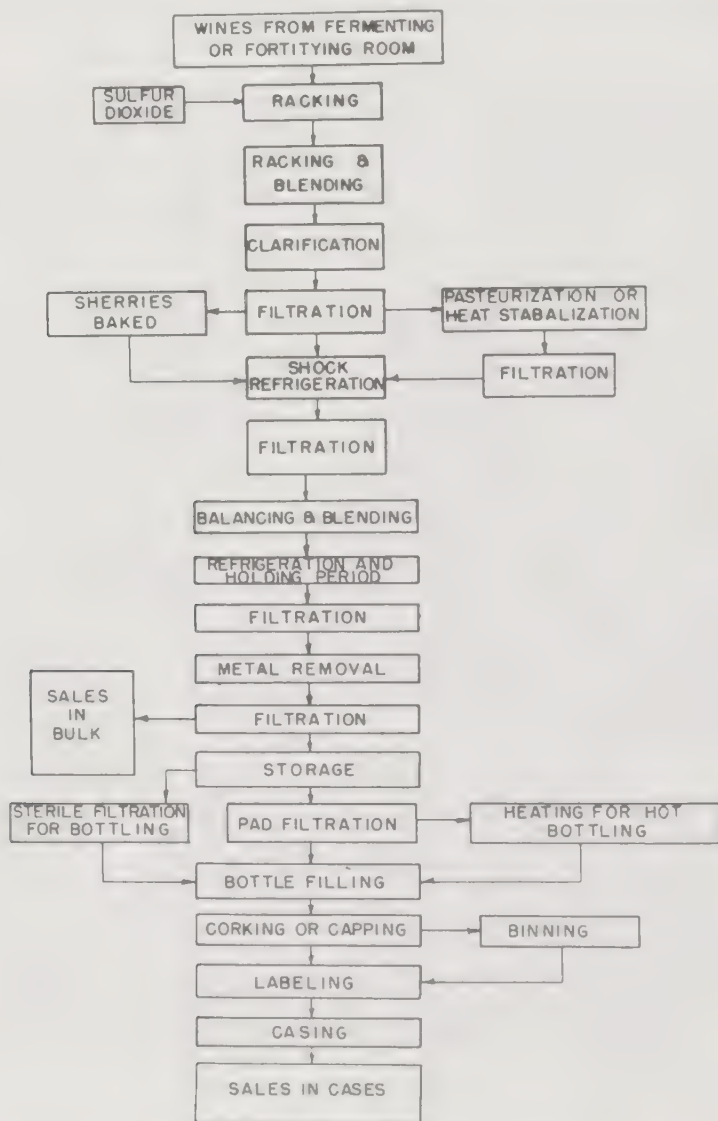 WINES FROM FERMENTING
OR FORTITYING ROOM
SULFUR
DIOXIDE
RACKING
RACKING &
BLENDING
CLARIFICATION
SHERRIES
BAKED
FILTRATION
PASTEURIZATION OR
HEAT STABALIZATION
SHOCK
REFRIGERATION
FILTRATION
FILTRATION
BALANCING & BLENDING
REFRIGERATION AND
HOLDING PERIOD
FILTRATION
METAL REMOVAL
SALES
IN
BULK
FILTRATION
STORAGE
STERILE FILTRATION
FOR BOTTLING
PAD FILTRATION
HEATING FOR HOT
BOTTLING
BOTTLE FILLING
CORKING OR CAPPING
BINNING
LABELING
CASING
SALES IN CASES